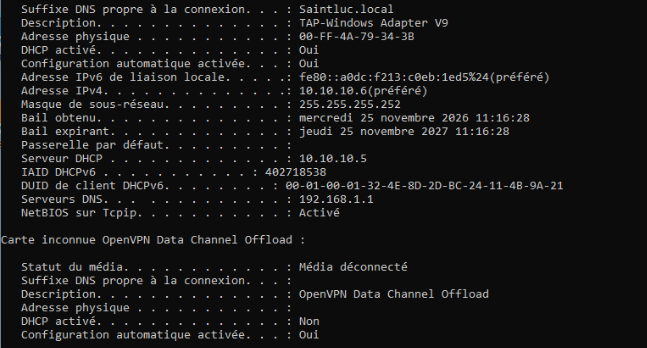 Suffixe DNS propre à la connexion. . . : Saintluc.local
Description. . . . . . . . . . . . . . : TAP-Windows Adapter V9
Adresse physique . . . . . . . . . . . : 00-FF-4A-79-34-3B
DHCP activé. . . . . . . . . . . . . . : Oui
Configuration automatique activée. . . : Oui
Adresse IPv6 de liaison locale. . . . .: fe80::a0dc:f213:c0eb:1ed5%24(préféré)
Adresse IPv4. . . . . . . . . . . . . .: 10.10.10.6(préféré)
Masque de sous-réseau. . . . . . . . . : 255.255.255.252
Bail obtenu. . . . . . . . . . . . . . : mercredi 25 novembre 2026 11:16:28
Bail expirant. . . . . . . . . . . . . : jeudi 25 novembre 2027 11:16:28
Passerelle par défaut. . . . . . . . . :
Serveur DHCP . . . . . . . . . . . . . : 10.10.10.5
IAID DHCPv6 . . . . . . . . . . . : 402718538
DUID de client DHCPv6. . . . . . . . : 00-01-00-01-32-4E-8D-2D-BC-24-11-4B-9A-21
Serveurs DNS. . . . . . . . . . . . . : 192.168.1.1
NetBIOS sur Tcpip. . . . . . . . . . . : Activé
Carte inconnue OpenVPN Data Channel Offload :
Statut du média. . . . . . . . . . . . : Média déconnecté
Suffixe DNS propre à la connexion. . . :
Description. . . . . . . . . . . . . . : OpenVPN Data Channel Offload
Adresse physique . . . . . . . . . . . :
DHCP activé. . . . . . . . . . . . . . : Non
Configuration automatique activée. . . : Oui